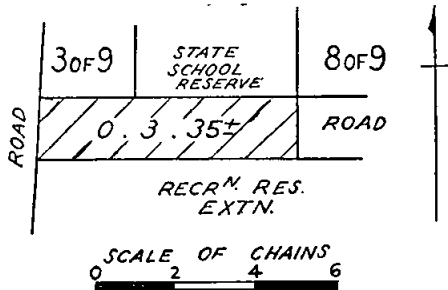 3 OF 9
STATE
SCHOOL
RESERVE
8 OF 9
ROAD
0 . 3 . 35±
ROAD
RECRN. RES.
EXTN.
SCALE OF CHAINS
0 2 4 6